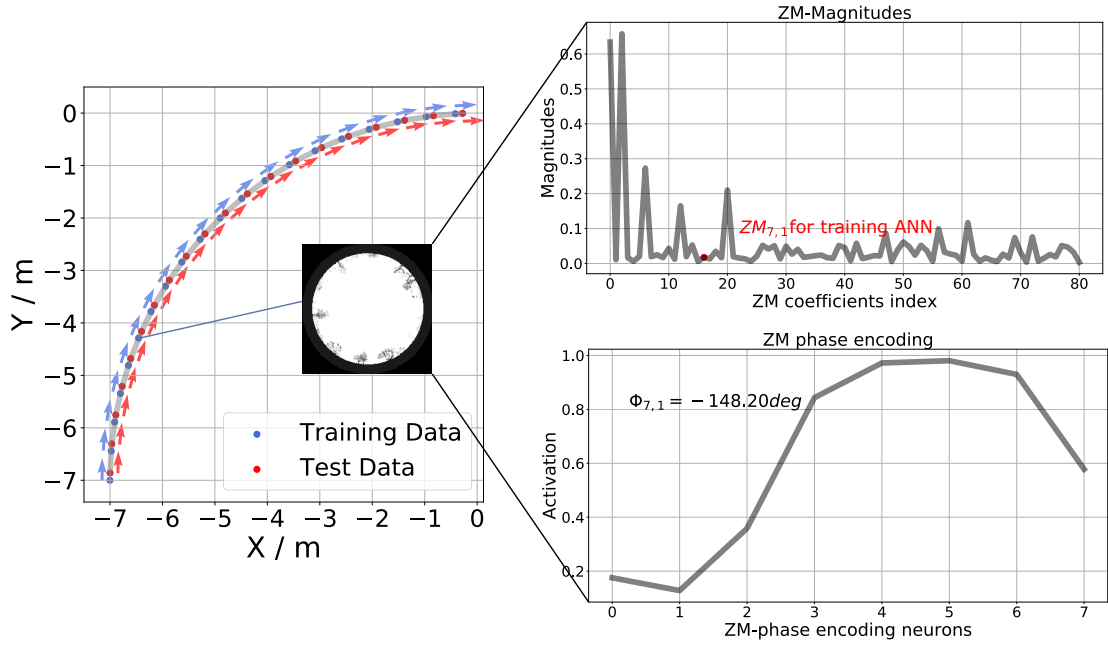 0
−1
−2
−3
−4
−5
−6
−7
Y / m
−7 −6 −5 −4 −3 −2 −1 0
X / m
Training Data
Test Data
ZM-Magnitudes
0.6
0.5
0.4
0.3
0.2
0.1
0.0
Magnitudes
ZM7,1 for training ANN
0 10 20 30 40 50 60 70 80
ZM coefficients index
ZM phase encoding
1.0
0.8
0.6
0.4
0.2
Activation
Φ7,1 = −148.20deg
0 1 2 3 4 5 6 7
ZM-phase encoding neurons